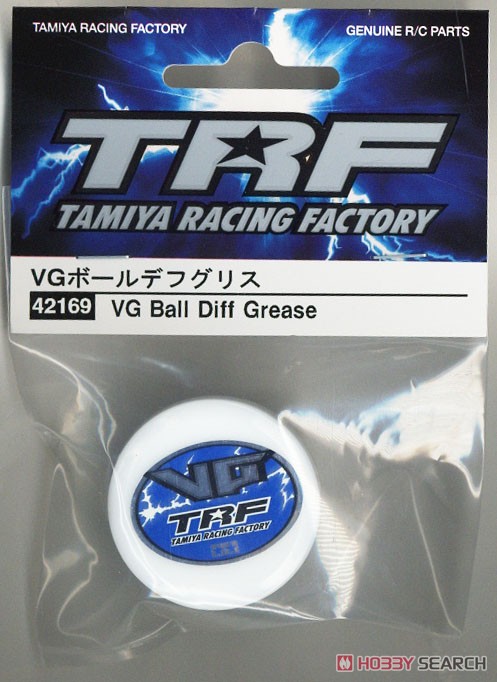 TAMIYA RACING FACTORY
GENUINE R/C PARTS
TRF
TAMIYA RACING FACTORY
VGボールデフグリス
42169 VG Ball Diff Grease
VG
TRF
TAMIYA RACING FACTORY
HOBBY SEARCH